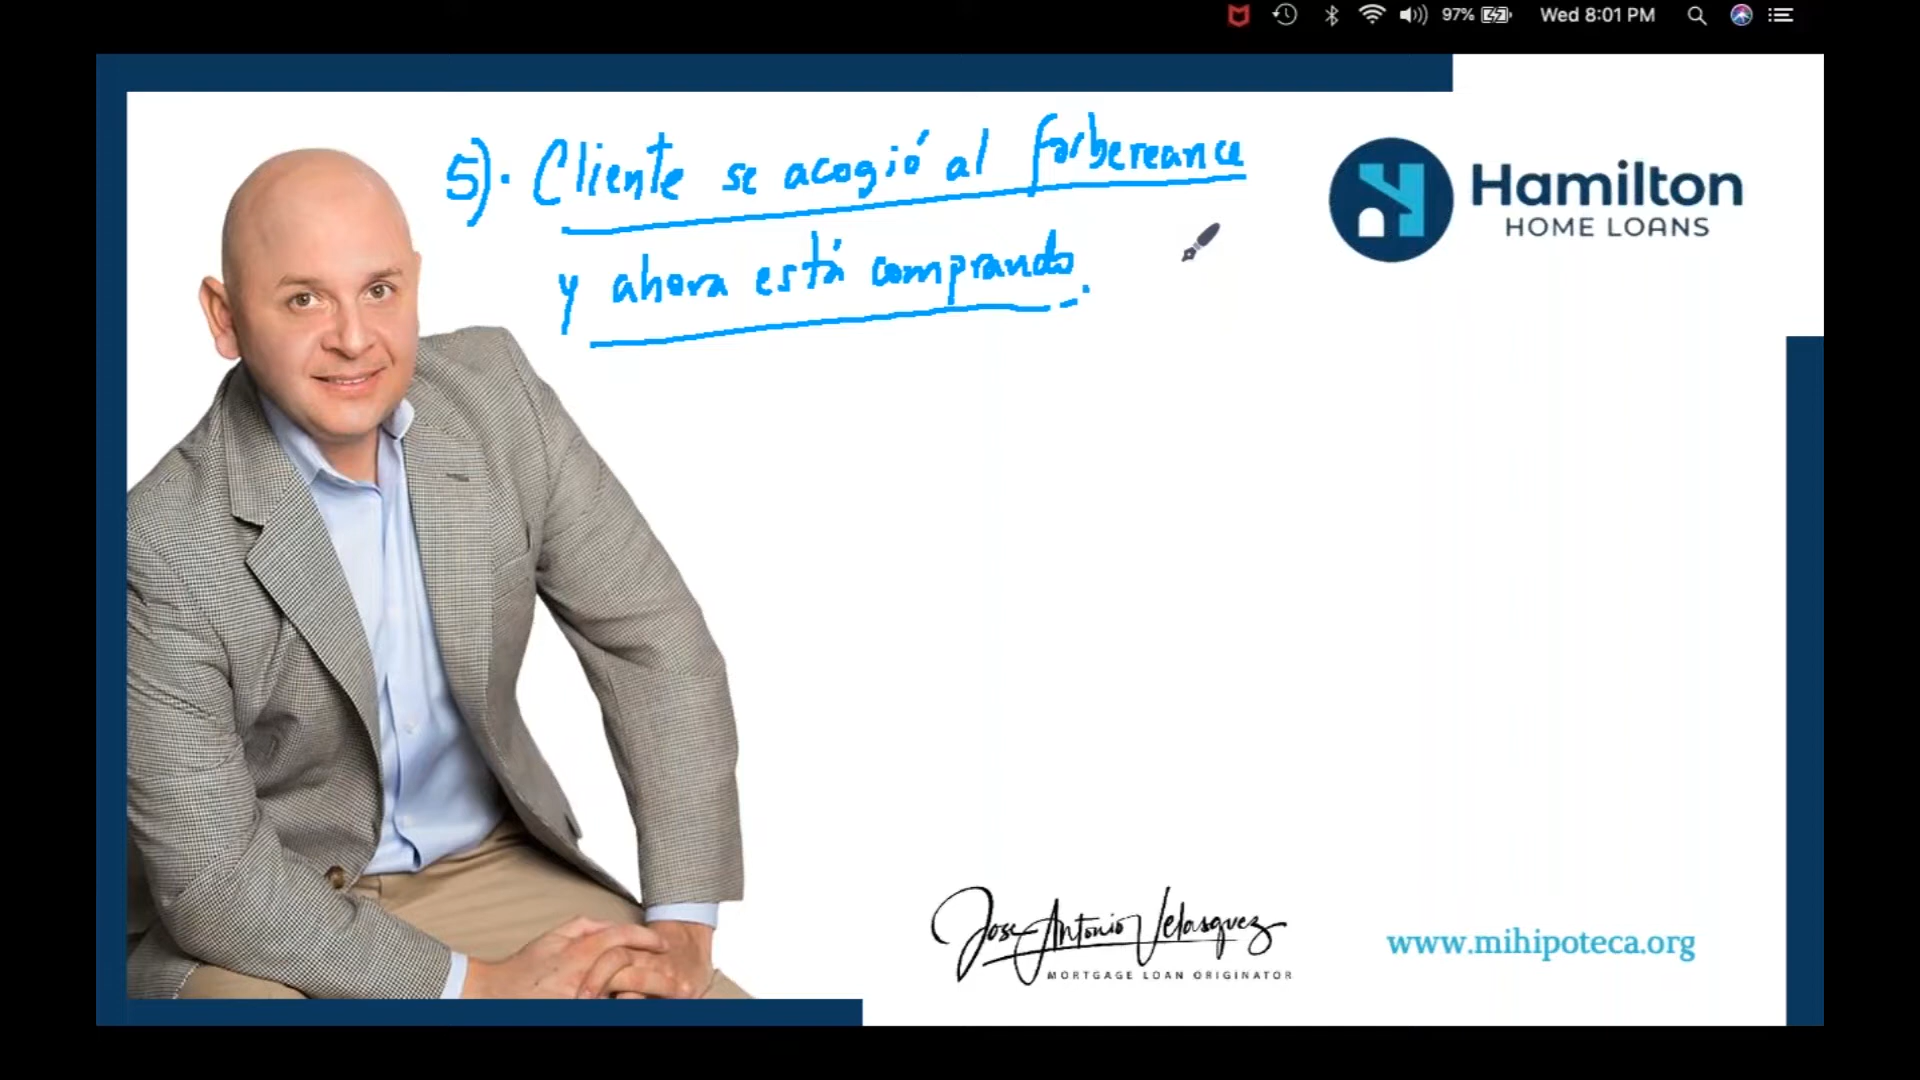 97% Wed 8:01 PM
5). Cliente se acogió al forbereance
y ahora está comprando.
Hamilton
HOME LOANS
Jose Antonio Velasquez
MORTGAGE LOAN ORIGINATOR
www.mihipoteca.org